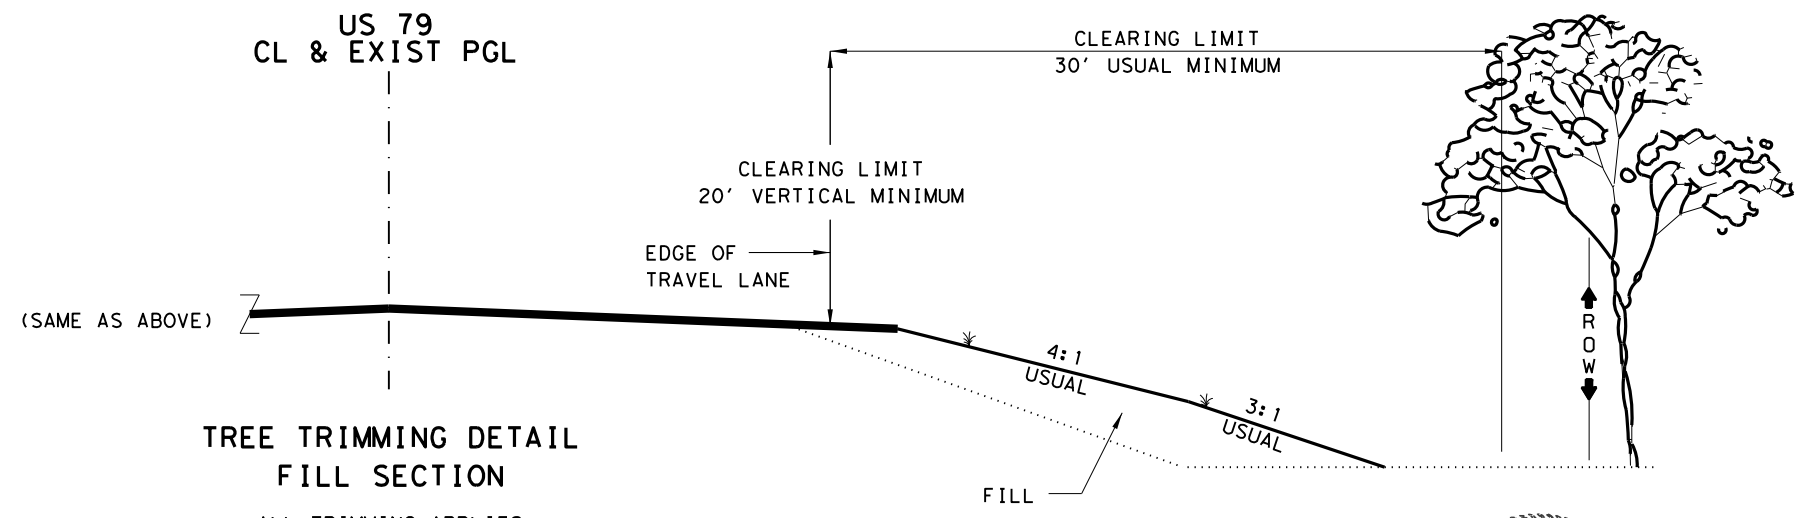 US 79
CL & EXIST PGL
CLEARING LIMIT
30' USUAL MINIMUM
CLEARING LIMIT
20' VERTICAL MINIMUM
EDGE OF
TRAVEL LANE
(SAME AS ABOVE)
4:1
USUAL
3:1
USUAL
ROW
FILL
TREE TRIMMING DETAIL
FILL SECTION